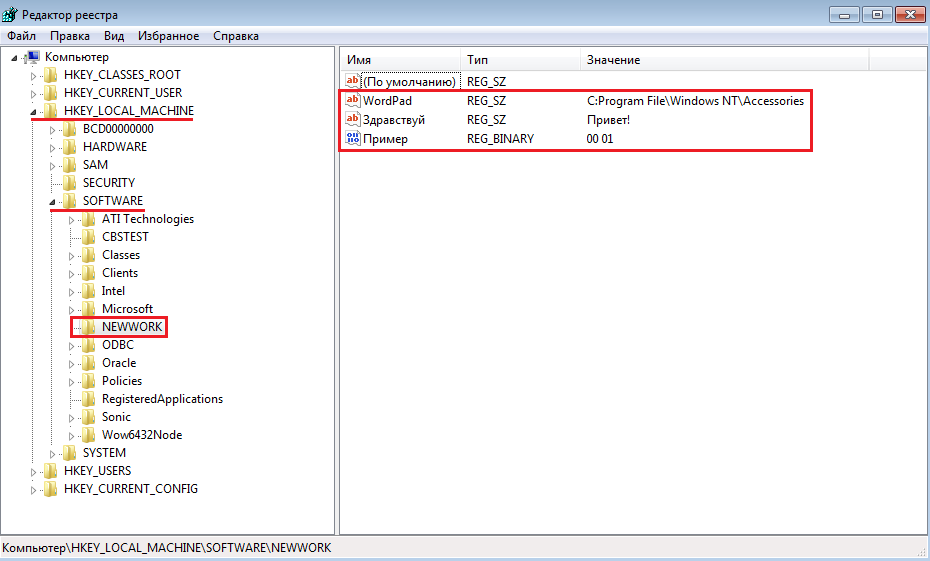 Редактор реестра
Файл Правка Вид Избранное Справка
Компьютер
HKEY_CLASSES_ROOT
HKEY_CURRENT_USER
HKEY_LOCAL_MACHINE
BCD00000000
HARDWARE
SAM
SECURITY
SOFTWARE
ATI Technologies
CBSTEST
Classes
Clients
Intel
Microsoft
NEWWORK
ODBC
Oracle
Policies
RegisteredApplications
Sonic
Wow6432Node
SYSTEM
HKEY_USERS
HKEY_CURRENT_CONFIG
Имя Тип Значение
(По умолчанию) REG_SZ
WordPad REG_SZ C:Program File\Windows NT\Accessories
Здравствуй REG_SZ Привет!
Пример REG_BINARY 00 01
Компьютер\HKEY_LOCAL_MACHINE\SOFTWARE\NEWWORK